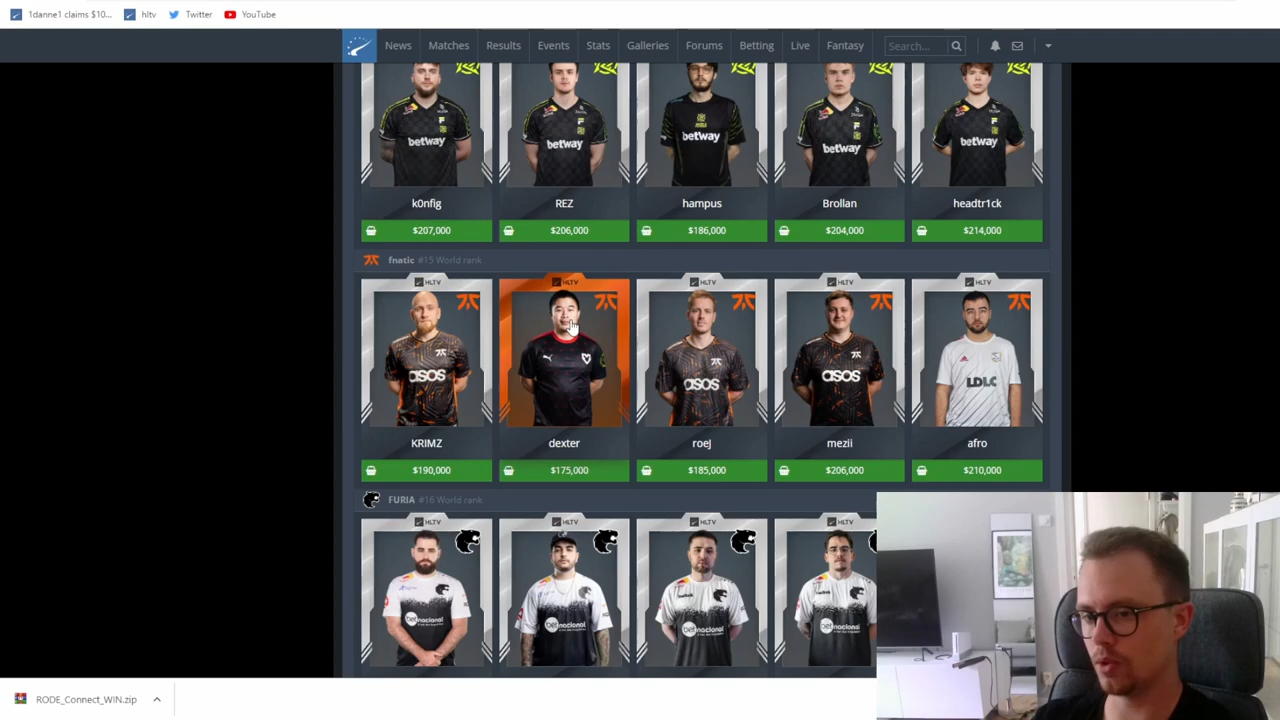 1danne1 claims $10... hltv Twitter YouTube
News Matches Results Events Stats Galleries Forums Betting Live Fantasy Search...
betway betway betway betway betway
k0nfig REZ hampus Brollan headtr1ck
$207,000 $206,000 $186,000 $204,000 $214,000
fnatic #15 World rank
HLTV HLTV HLTV HLTV HLTV
asos asos asos LDLC
KRIMZ dexter roeJ mezii afro
$190,000 $175,000 $185,000 $206,000 $210,000
FURIA #16 World rank
HLTV HLTV HLTV HLTV
betnacional betnacional betnacional
RODE_Connect_WIN.zip